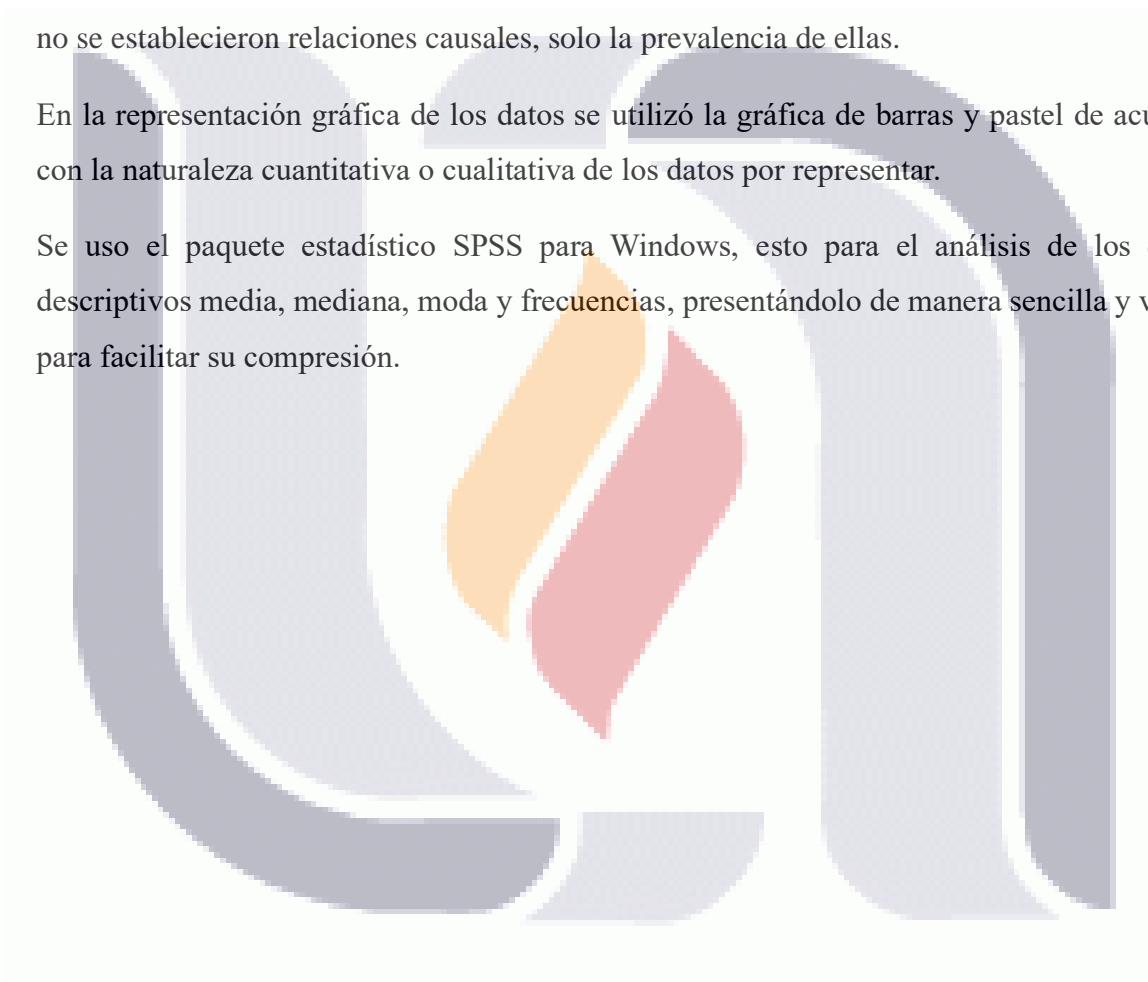 no se establecieron relaciones causales, solo la prevalencia de ellas.
En la representación gráfica de los datos se utilizó la gráfica de barras y pastel de
con la naturaleza cuantitativa o cualitativa de los datos por representar.
Se uso el paquete estadístico SPSS para Windows, esto para el análisis de los
descriptivos media, mediana, moda y frecuencias, presentándolo de manera sencilla y
para facilitar su compresión.